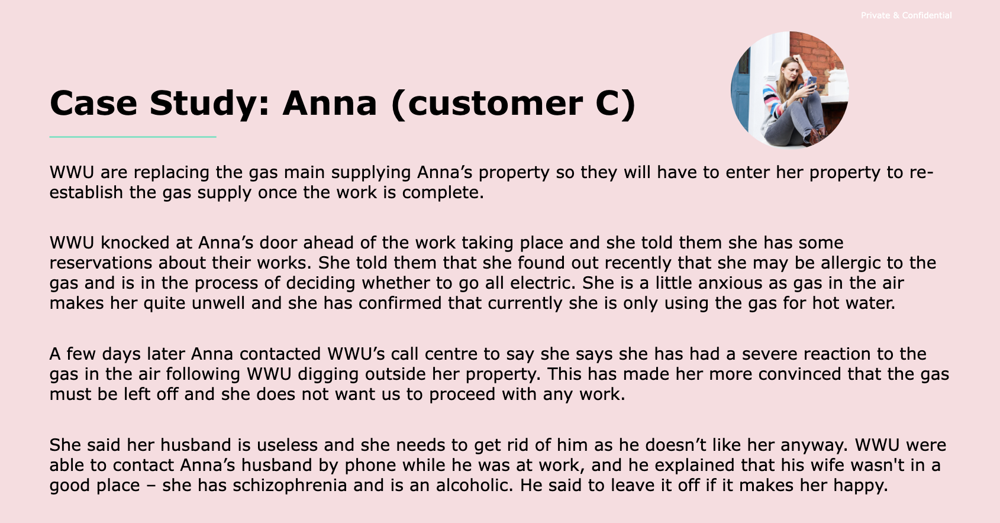 Private & Confidential
Case Study: Anna (customer C)
WWU are replacing the gas main supplying Anna’s property so they will have to enter her property to re-
establish the gas supply once the work is complete.
WWU knocked at Anna’s door ahead of the work taking place and she told them she has some
reservations about their works. She told them that she found out recently that she may be allergic to the
gas and is in the process of deciding whether to go all electric. She is a little anxious as gas in the air
makes her quite unwell and she has confirmed that currently she is only using the gas for hot water.
A few days later Anna contacted WWU’s call centre to say she says she has had a severe reaction to the
gas in the air following WWU digging outside her property. This has made her more convinced that the gas
must be left off and she does not want us to proceed with any work.
She said her husband is useless and she needs to get rid of him as he doesn’t like her anyway. WWU were
able to contact Anna’s husband by phone while he was at work, and he explained that his wife wasn't in a
good place – she has schizophrenia and is an alcoholic. He said to leave it off if it makes her happy.